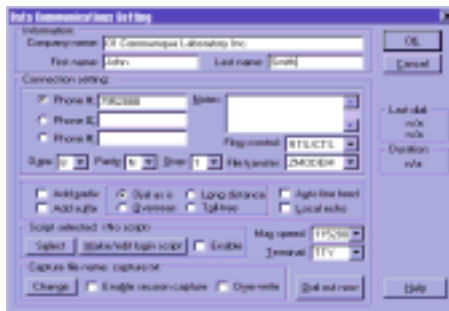 Data Communications Setting
Information:
Company name: 01 Communique Laboratory Inc.
First name: John Last name: Smith
OK
Cancel
Connection setting:
Phone #: Notes:
Phone #:
Phone #:
Flow control: RTS/CTS
Data: 8 Parity: N Stop: 1 File transfer: ZMODEM
Last dial:
n/a
n/a
Duration:
n/a
Add prefix Dial as is Long distance Auto line feed
Add suffix Overseas Toll-free Local echo
Script selected: (No script)
Select Make/edit login script Enable
Max speed: 115200
Terminal: TTY
Capture file name: capture.txt
Change Enable session capture Overwrite
Dial out now
Help